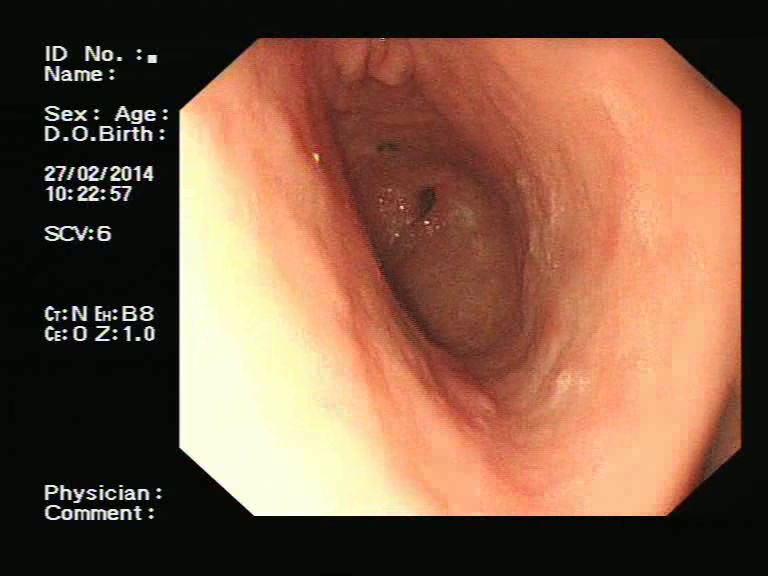 ID No. :
Name:
Sex: Age:
D.O.Birth:
27/02/2014
10:22:57
SCV:6
CT:N EH:B8
CE:0 Z:1.0
Physician:
Comment: